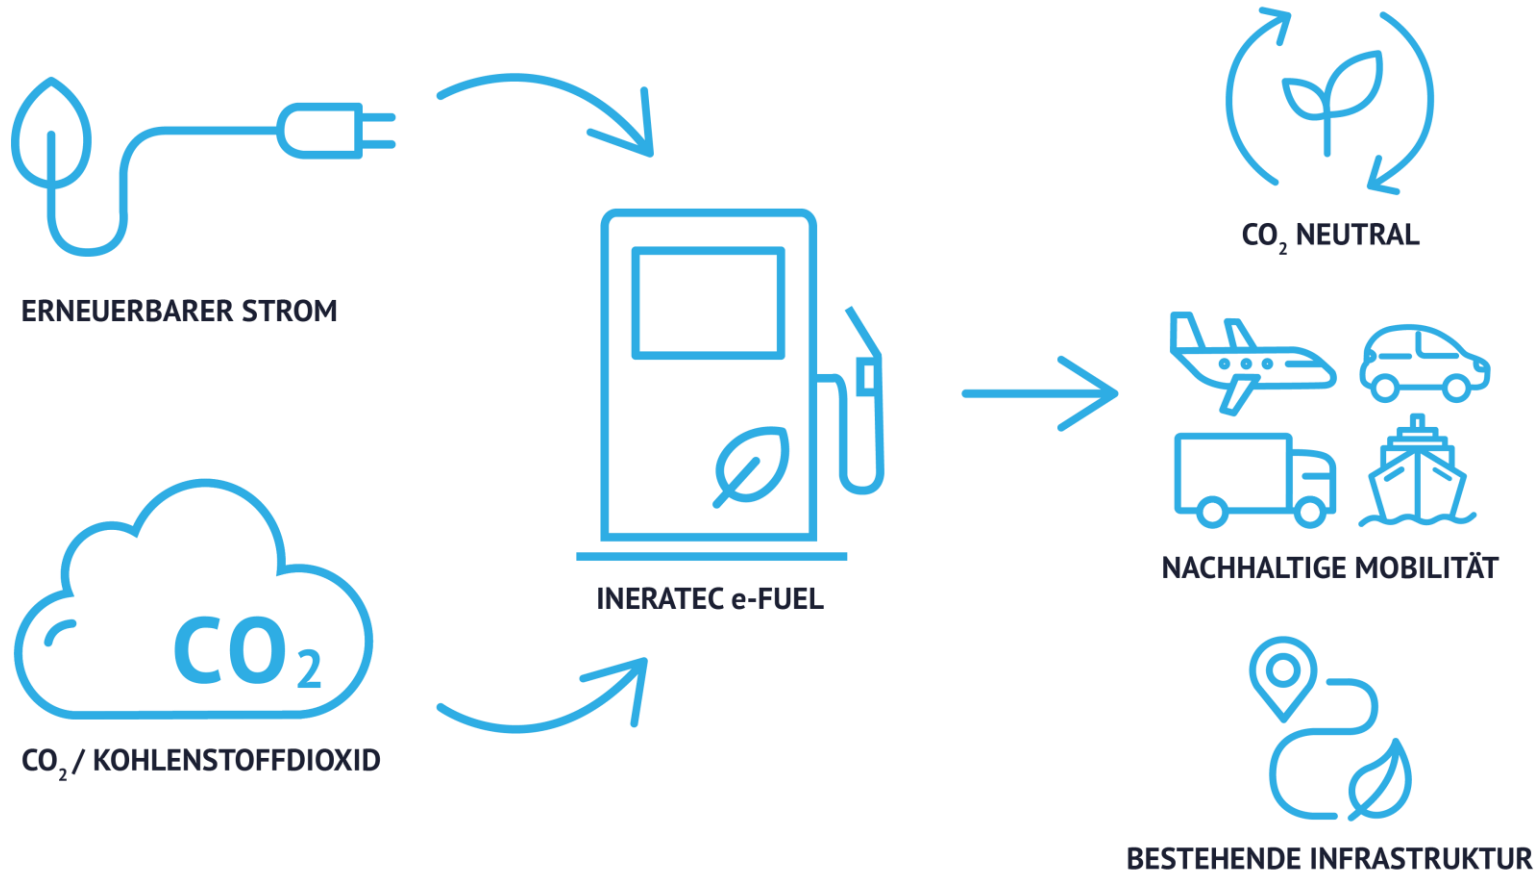 ERNEUERBARER STROM
CO₂
CO₂ / KOHLENSTOFFDIOXID
INERATEC e-FUEL
CO₂ NEUTRAL
NACHHALTIGE MOBILITÄT
BESTEHENDE INFRASTRUKTUR